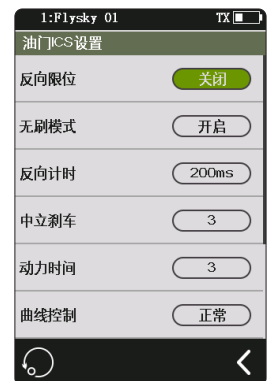 1:Flysky 01 TX
油门ICS设置
反向限位 关闭
无刷模式 开启
反向计时 200ms
中立刹车 3
动力时间 3
曲线控制 正常